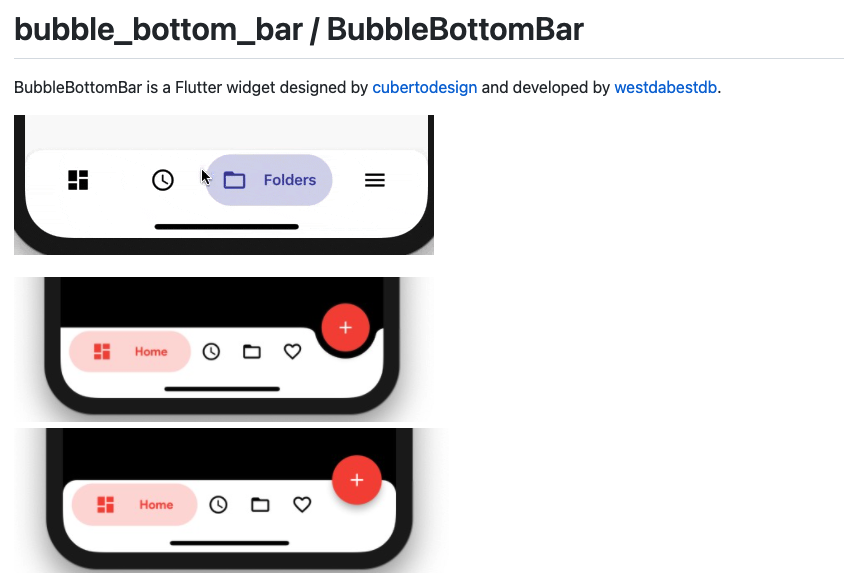 bubble_bottom_bar / BubbleBottomBar
BubbleBottomBar is a Flutter widget designed by cubertodesign and developed by westdabestdb.
Folders
Home
Home